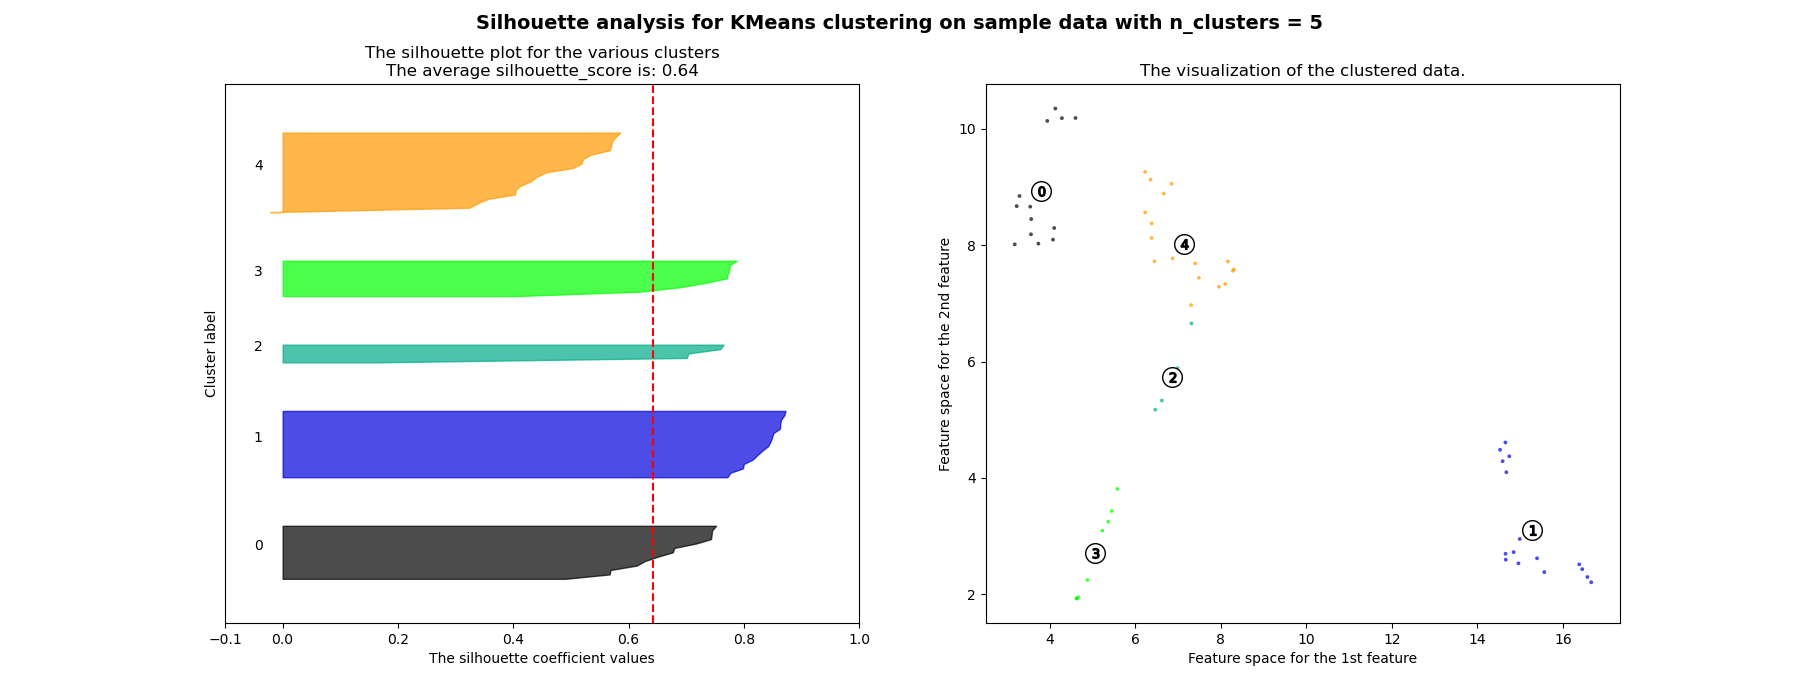 Silhouette analysis for KMeans clustering on sample data with n_clusters = 5
The silhouette plot for the various clusters
The average silhouette_score is: 0.64
Cluster label
4
3
2
1
0
−0.1 0.0 0.2 0.4 0.6 0.8 1.0
The silhouette coefficient values
The visualization of the clustered data.
Feature space for the 2nd feature
10
8
6
4
2
0
4
2
1
3
4 6 8 10 12 14 16
Feature space for the 1st feature